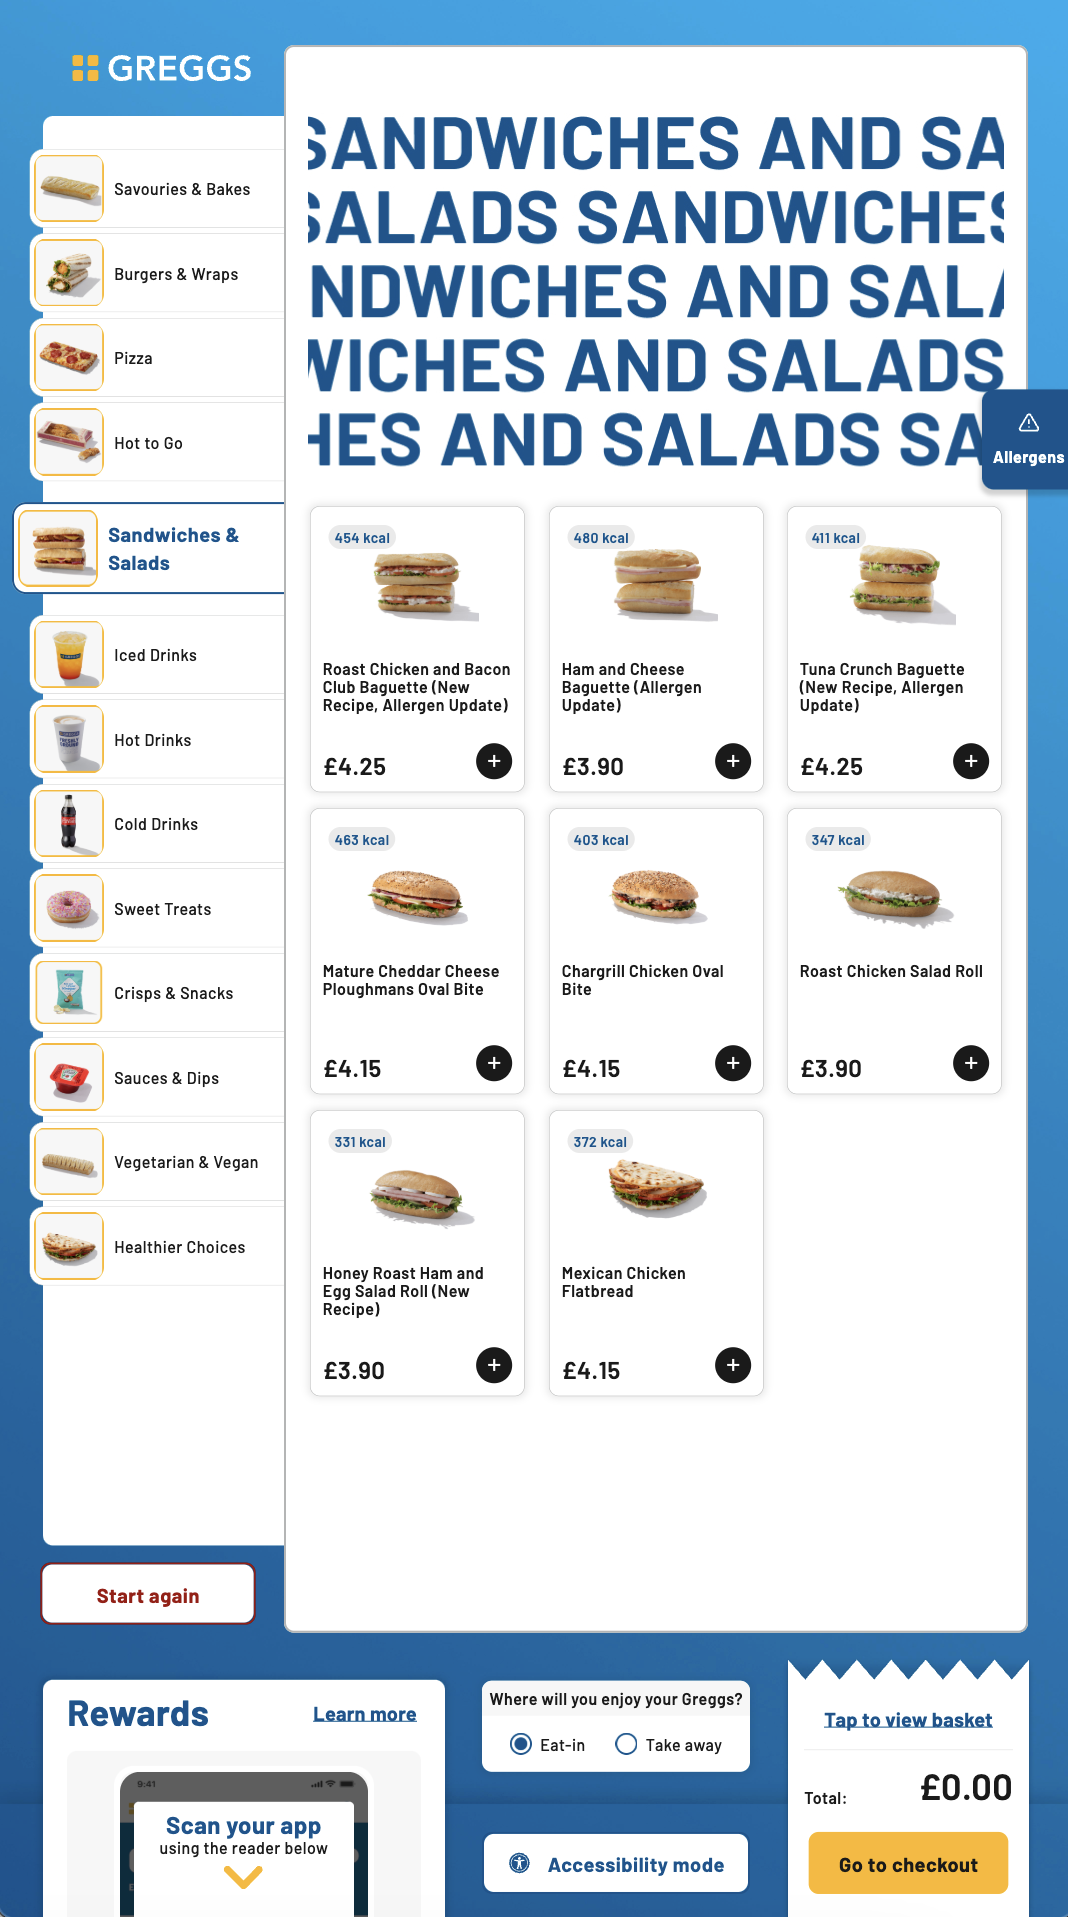 GREGGS
Savouries & Bakes
Burgers & Wraps
Pizza
Hot to Go
Sandwiches &
Salads
Iced Drinks
Hot Drinks
Cold Drinks
Sweet Treats
Crisps & Snacks
Sauces & Dips
Vegetarian & Vegan
Healthier Choices
Start again
SANDWICHES AND SA
SALADS SANDWICHES
NDWICHES AND SALA
WICHES AND SALADS
HES AND SALADS SA
Allergens
454 kcal
Roast Chicken and Bacon
Club Baguette (New
Recipe, Allergen Update)
£4.25
480 kcal
Ham and Cheese
Baguette (Allergen
Update)
£3.90
411 kcal
Tuna Crunch Baguette
(New Recipe, Allergen
Update)
£4.25
463 kcal
Mature Cheddar Cheese
Ploughmans Oval Bite
£4.15
403 kcal
Chargrill Chicken Oval
Bite
£4.15
347 kcal
Roast Chicken Salad Roll
£3.90
331 kcal
Honey Roast Ham and
Egg Salad Roll (New
Recipe)
£3.90
372 kcal
Mexican Chicken
Flatbread
£4.15
Rewards
Learn more
9:41
Scan your app
using the reader below
Where will you enjoy your Greggs?
Eat-in
Take away
Accessibility mode
Tap to view basket
Total:
£0.00
Go to checkout